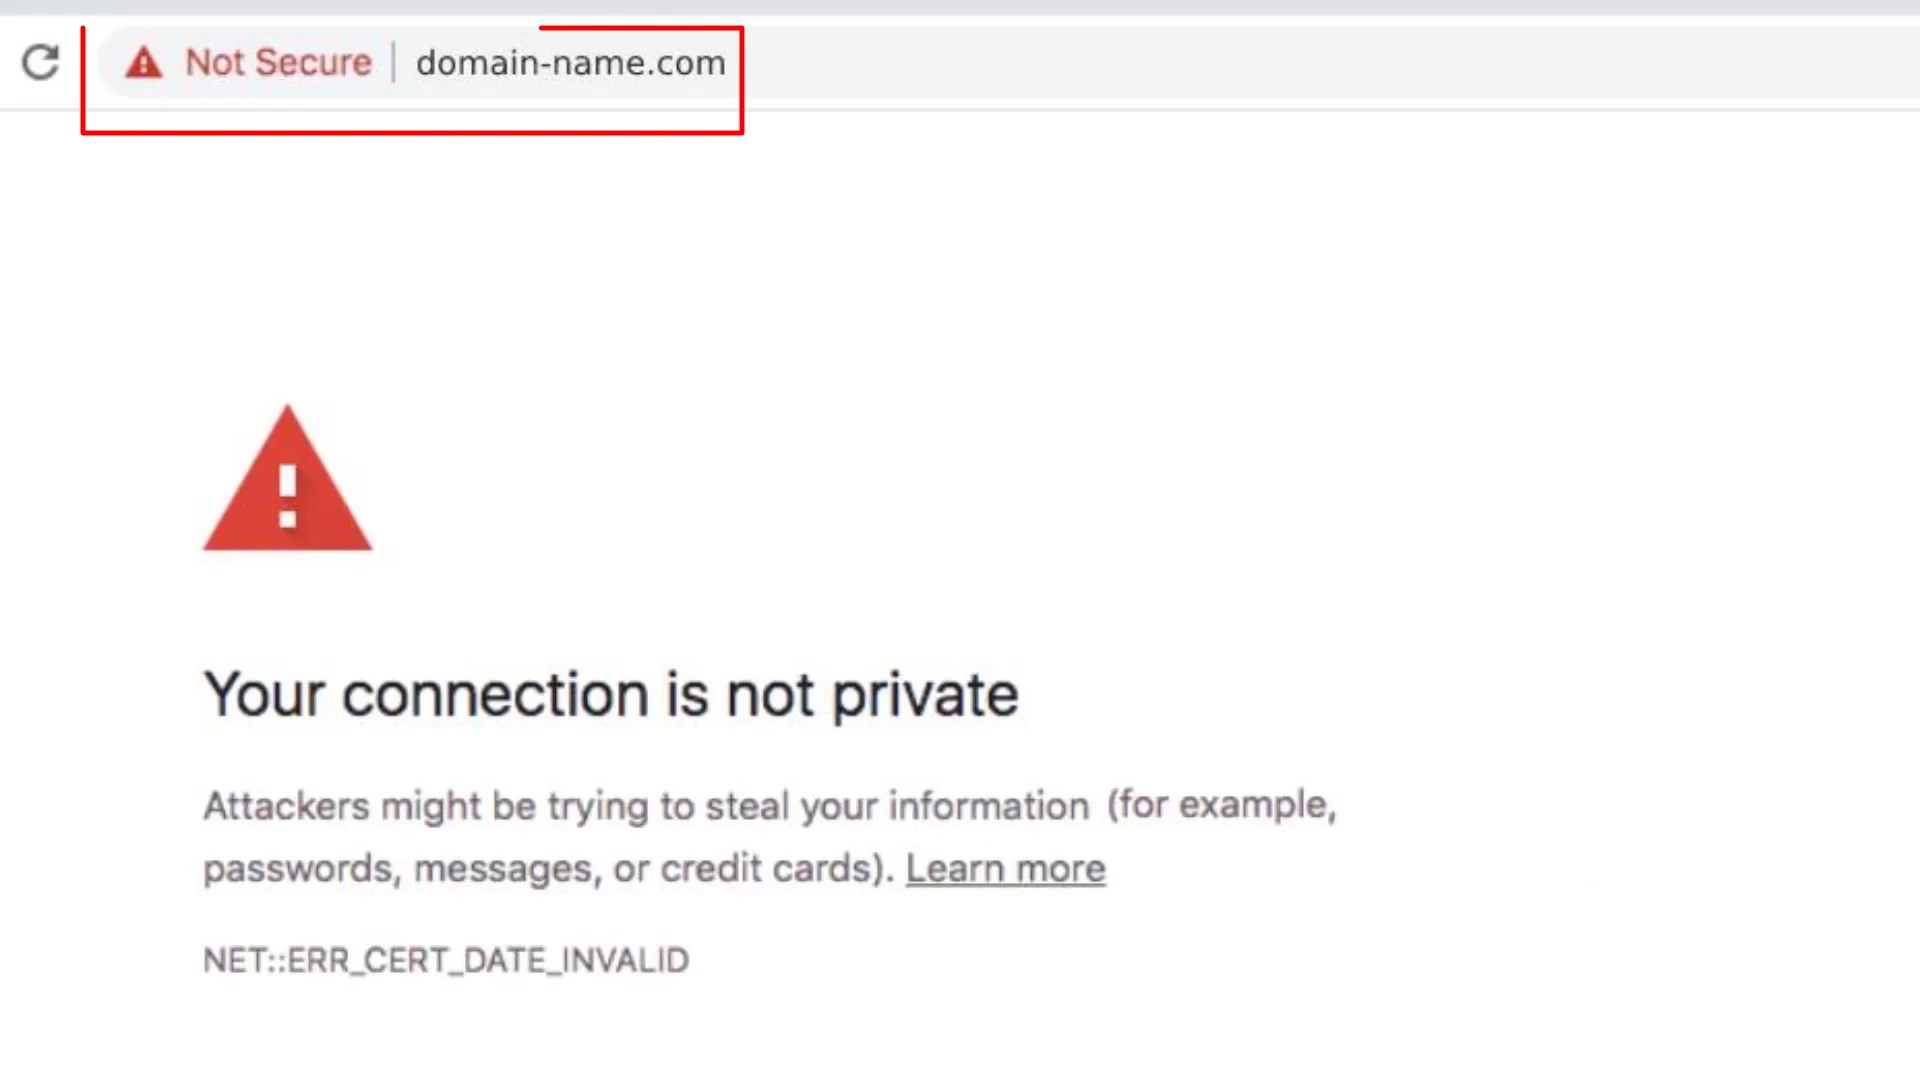 Not Secure | domain-name.com
Your connection is not private
Attackers might be trying to steal your information (for example,
passwords, messages, or credit cards). Learn more
NET::ERR_CERT_DATE_INVALID